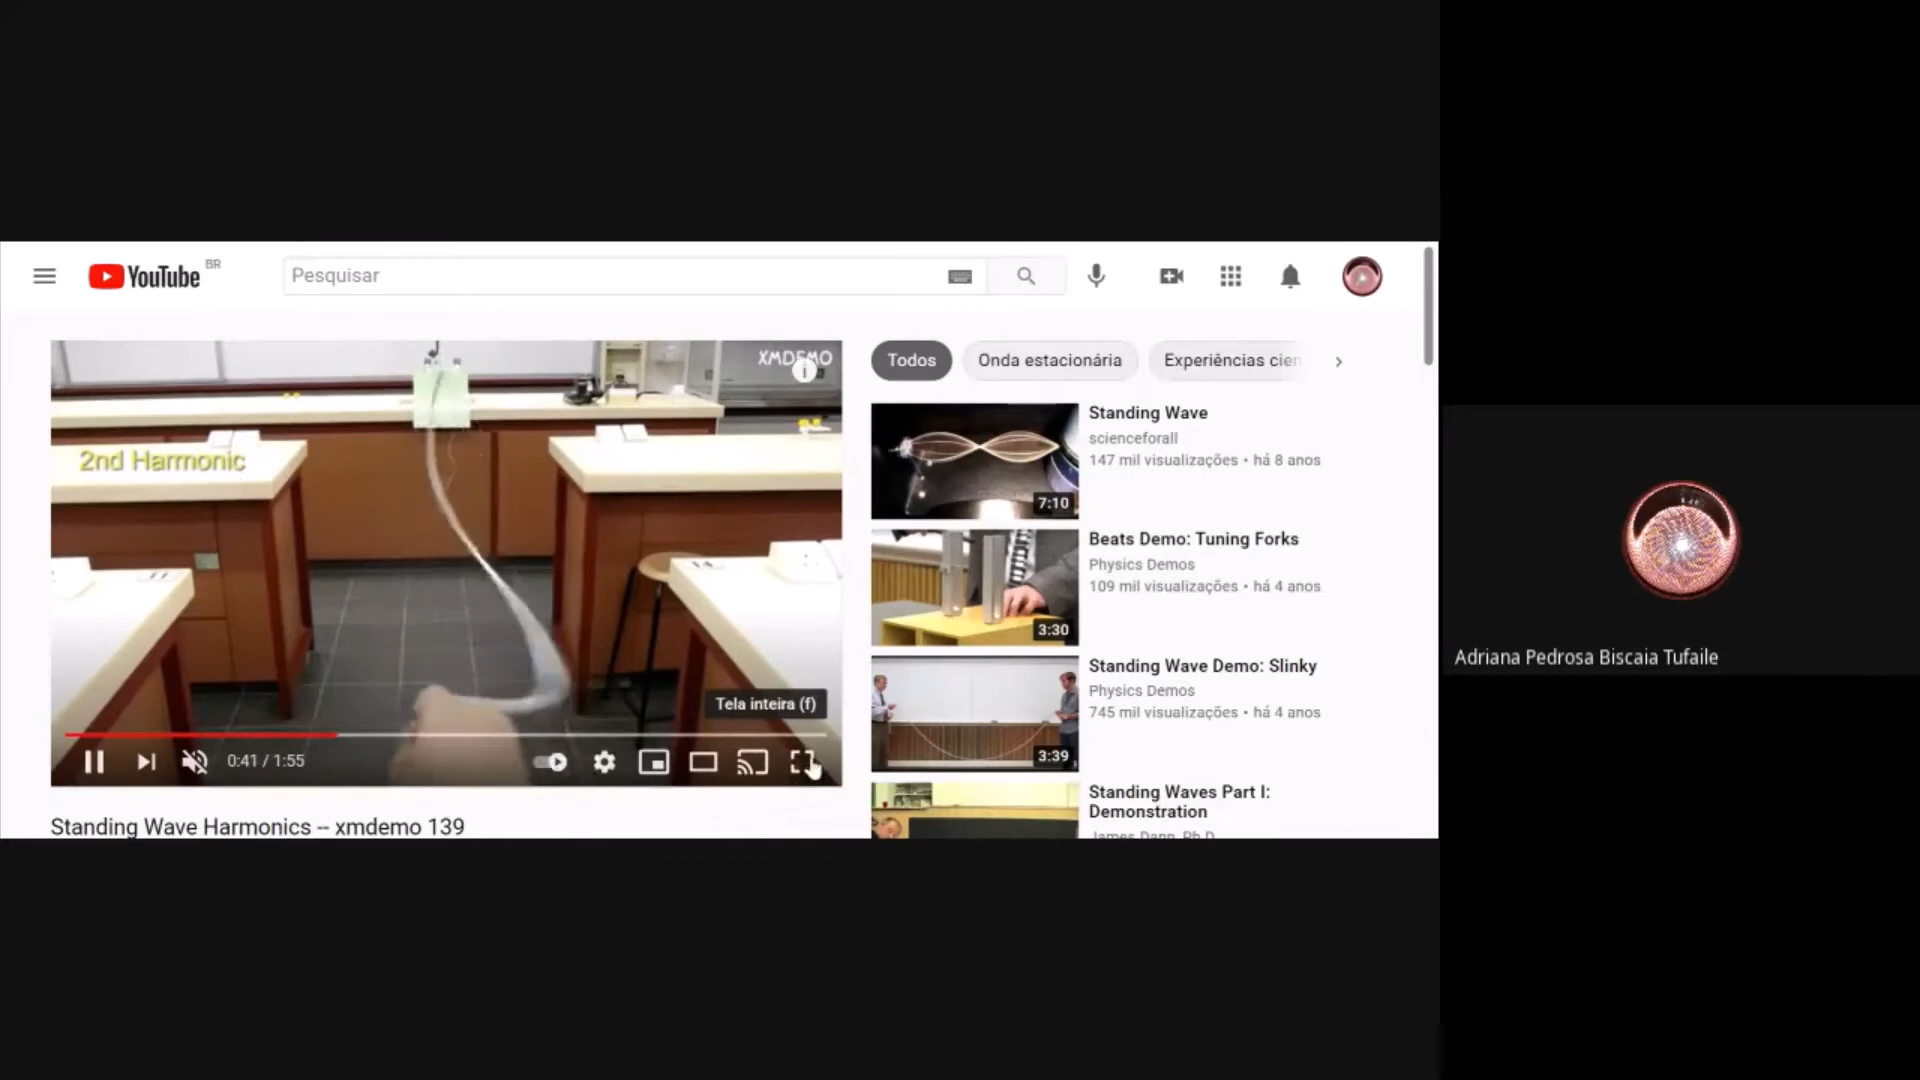 YouTube BR
Pesquisar
XMDEMO
2nd Harmonic
Tela inteira (f)
0:41 / 1:55
Standing Wave Harmonics -- xmdemo 139
Todos
Onda estacionária
Experiências cien
Standing Wave
scienceforall
147 mil visualizações • há 8 anos
7:10
Beats Demo: Tuning Forks
Physics Demos
109 mil visualizações • há 4 anos
3:30
Standing Wave Demo: Slinky
Physics Demos
745 mil visualizações • há 4 anos
3:39
Standing Waves Part I:
Demonstration
James Dann, Ph.D.
Adriana Pedrosa Biscaia Tufaile